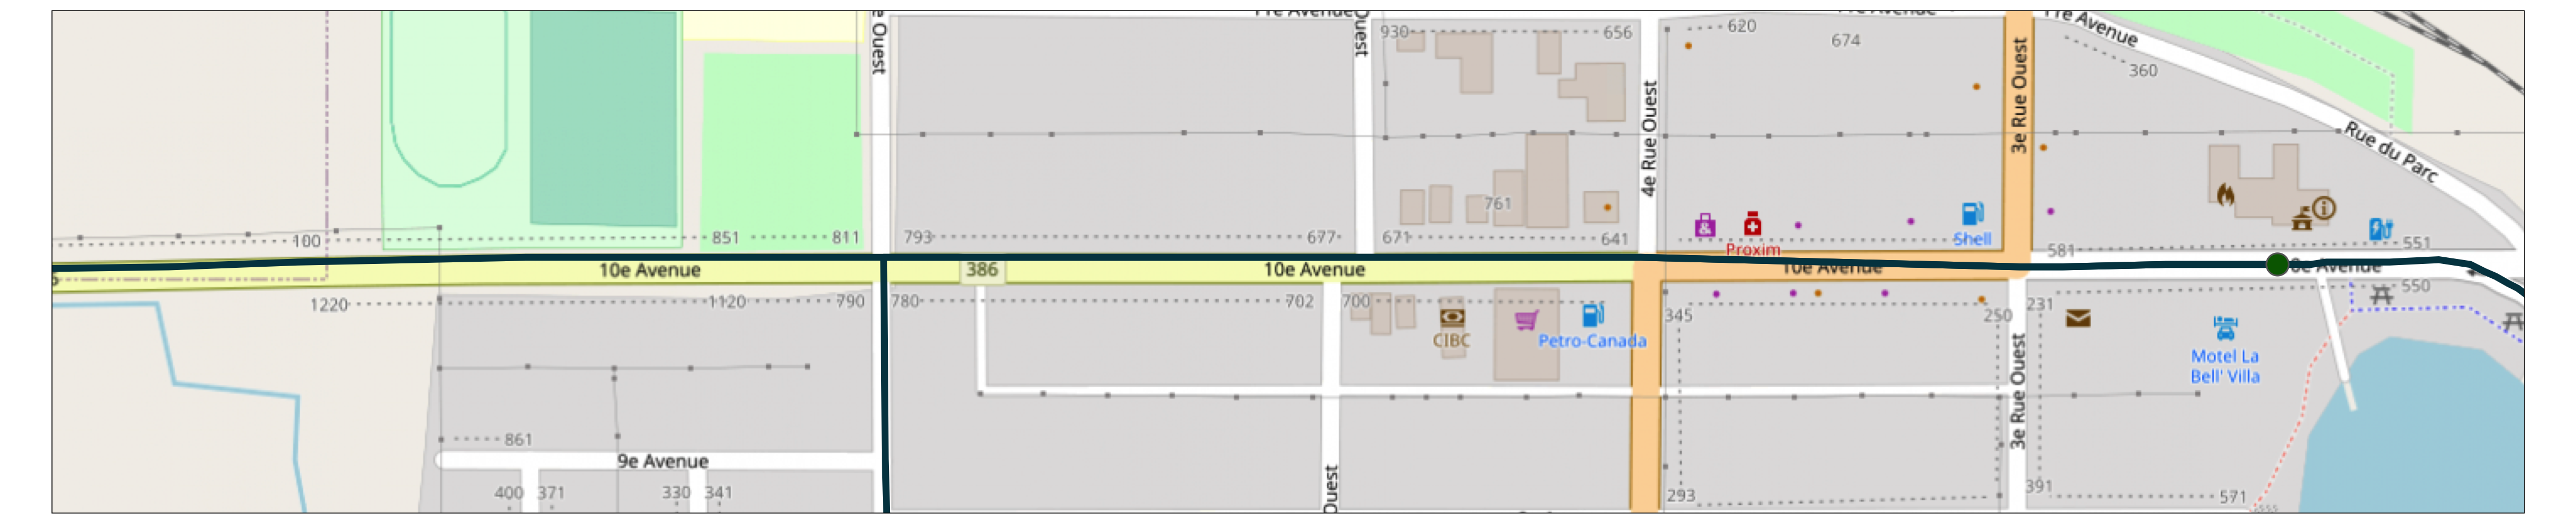 11e Avenue
e Ouest
Ouest
930
656
620
674
11e Avenue
360
3e Rue Ouest
4e Rue Ouest
Rue du Parc
761
100
851
811
793
677
671
641
Proxim
Shell
581
551
10e Avenue
386
10e Avenue
10e Avenue
0e Avenue
1220
1120
790
780
702
700
345
250
231
550
CIBC
Petro-Canada
Motel La
Bell' Villa
3e Rue Ouest
861
9e Avenue
400
371
330
341
Ouest
293
391
571